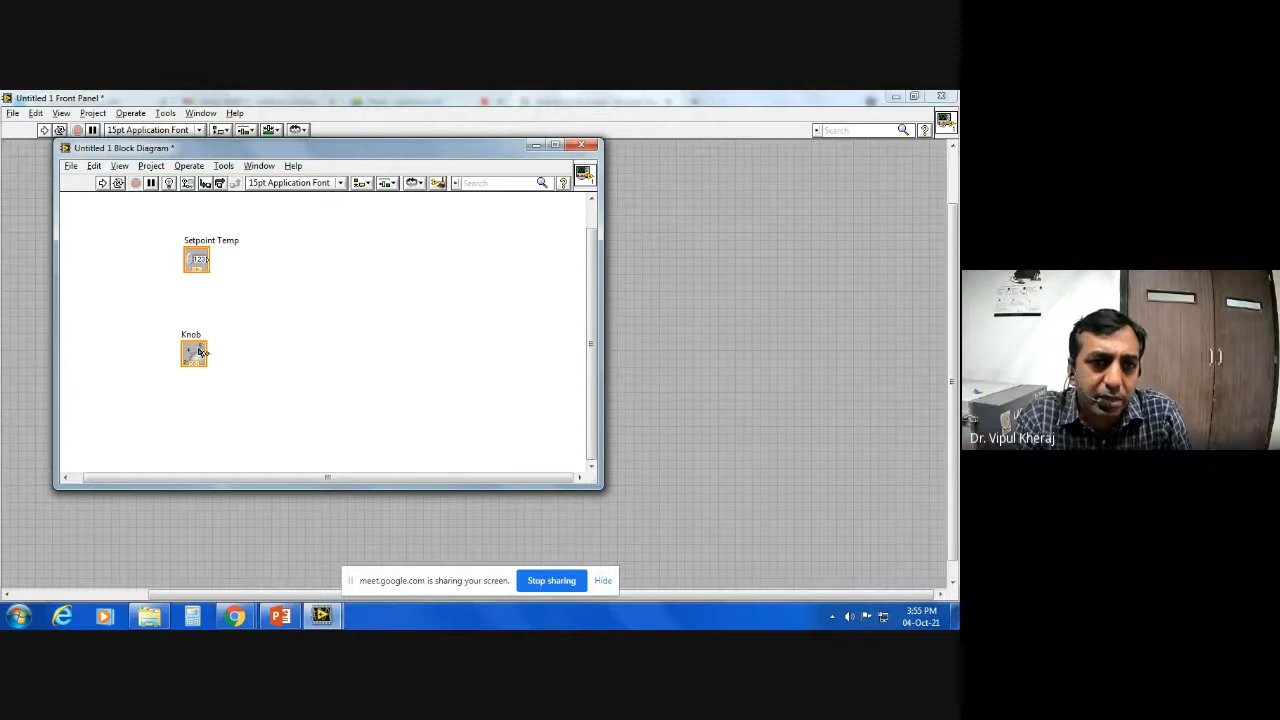 Untitled 1 Front Panel *
File Edit View Project Operate Tools Window Help
15pt Application Font
Search
Untitled 1 Block Diagram *
File Edit View Project Operate Tools Window Help
15pt Application Font
Search
Setpoint Temp
Knob
Dr. Vipul Kheraj
meet.google.com is sharing your screen. Stop sharing Hide
3:55 PM
04-Oct-21